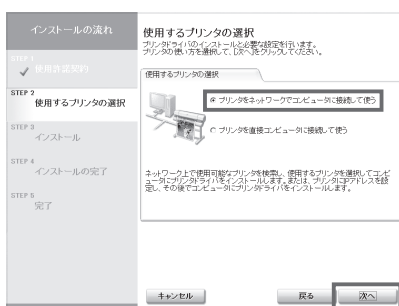 インストールの流れ
STEP 1
使用許諾契約
STEP 2
使用するプリンタの選択
STEP 3
インストール
STEP 4
インストールの完了
STEP 5
完了
使用するプリンタの選択
プリンタドライバのインストールと必要な設定を行います。
プリンタの使い方を選択して、[次へ]をクリックしてください。
使用するプリンタの選択
プリンタをネットワークでコンピュータに接続して使う
プリンタを直接コンピュータに接続して使う
ネットワーク上で使用可能なプリンタを検索し、使用するプリンタを選択してコンピ
ュータにプリンタドライバをインストールします。または、プリンタにIPアドレスを設
定し、その後でコンピュータにプリンタドライバをインストールします。
キャンセル
戻る
次へ